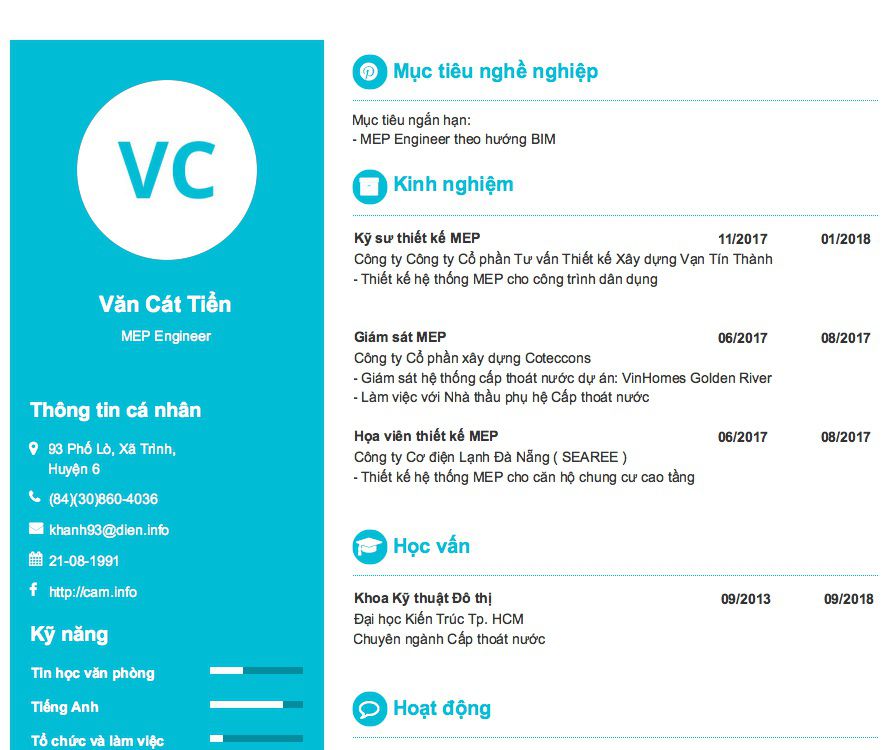 VC
Văn Cát Tiển
MEP Engineer
Thông tin cá nhân
93 Phố Lò, Xã Trình,
Huyện 6
(84)(30)860-4036
khanh93@dien.info
21-08-1991
http://cam.info
Kỹ năng
Tin học văn phòng
Tiếng Anh
Tổ chức và làm việc
Mục tiêu nghề nghiệp
Mục tiêu ngắn hạn:
- MEP Engineer theo hướng BIM
Kinh nghiệm
Kỹ sư thiết kế MEP 11/2017 01/2018
Công ty Công ty Cổ phần Tư vấn Thiết kế Xây dựng Vạn Tín Thành
- Thiết kế hệ thống MEP cho công trình dân dụng
Giám sát MEP 06/2017 08/2017
Công ty Cổ phần xây dựng Coteccons
- Giám sát hệ thống cấp thoát nước dự án: VinHomes Golden River
- Làm việc với Nhà thầu phụ hệ Cấp thoát nước
Họa viên thiết kế MEP 06/2017 08/2017
Công ty Cơ điện Lạnh Đà Nẵng ( SEAREE )
- Thiết kế hệ thống MEP cho căn hộ chung cư cao tầng
Học vấn
Khoa Kỹ thuật Đô thị 09/2013 09/2018
Đại học Kiến Trúc Tp. HCM
Chuyên ngành Cấp thoát nước
Hoạt động